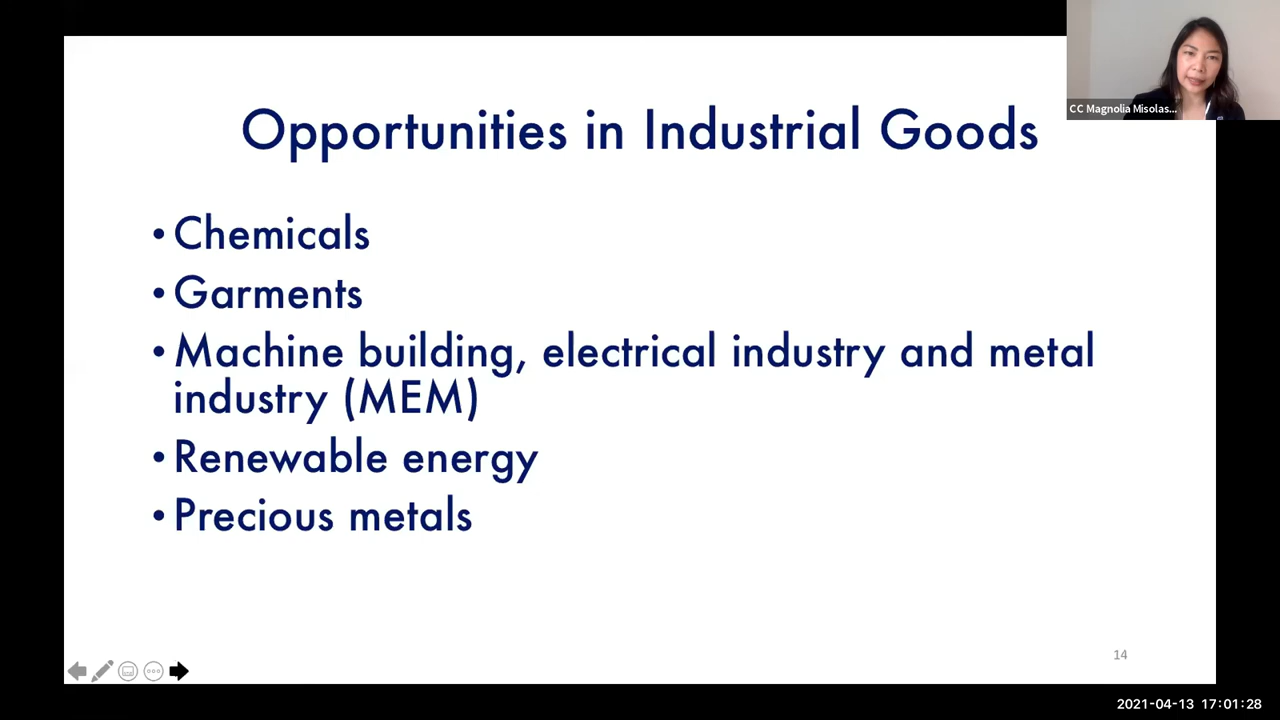 CC Magnolia Misolas...
Opportunities in Industrial Goods
• Chemicals
• Garments
• Machine building, electrical industry and metal
industry (MEM)
• Renewable energy
• Precious metals
14
2021-04-13 17:01:28